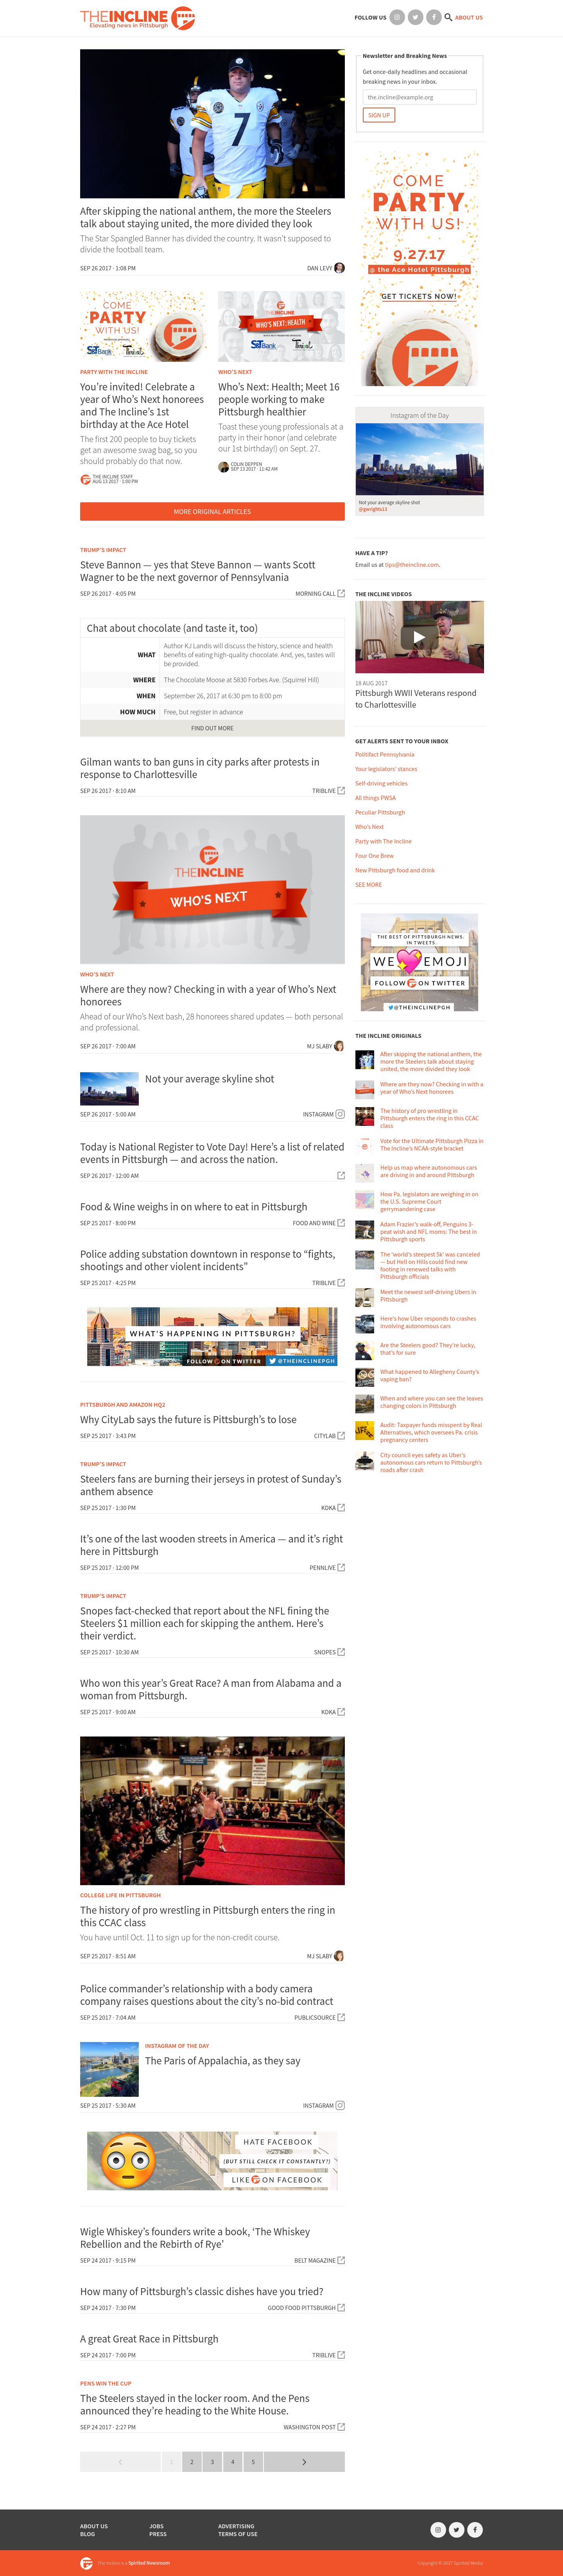 THEINCLINE
Elevating news in Pittsburgh
FOLLOW US
ABOUT US
7
After skipping the national anthem, the more the Steelers
talk about staying united, the more divided they look
The Star Spangled Banner has divided the country. It wasn't supposed to
divide the football team.
SEP 26 2017 · 1:08 PM
DAN LEVY
COME
PARTY
WITH US!
S&T Bank
PARTY WITH THE INCLINE
You're invited! Celebrate a
year of Who's Next honorees
and The Incline's 1st
birthday at the Ace Hotel
The first 200 people to buy tickets
get an awesome swag bag, so you
should probably do that now.
THE INCLINE STAFF
AUG 13 2017 · 1:00 PM
THEINCLINE
WHO'S NEXT: HEALTH
S&T Bank
WHO'S NEXT
Who's Next: Health; Meet 16
people working to make
Pittsburgh healthier
Toast these young professionals at a
party in their honor (and celebrate
our 1st birthday!) on Sept. 27.
COLIN DEPPEN
SEP 13 2017 · 11:42 AM
MORE ORIGINAL ARTICLES
TRUMP'S IMPACT
Steve Bannon — yes that Steve Bannon — wants Scott
Wagner to be the next governor of Pennsylvania
SEP 26 2017 · 4:05 PM
MORNING CALL
Chat about chocolate (and taste it, too)
WHAT
Author KJ Landis will discuss the history, science and health
benefits of eating high-quality chocolate. And, yes, tastes will
be provided.
WHERE
The Chocolate Moose at 5830 Forbes Ave. (Squirrel Hill)
WHEN
September 26, 2017 at 6:30 pm to 8:00 pm
HOW MUCH
Free, but register in advance
FIND OUT MORE
Gilman wants to ban guns in city parks after protests in
response to Charlottesville
SEP 26 2017 · 8:10 AM
TRIBLIVE
THEINCLINE
WHO'S NEXT
WHO'S NEXT
Where are they now? Checking in with a year of Who's Next
honorees
Ahead of our Who's Next bash, 28 honorees shared updates — both personal
and professional.
SEP 26 2017 · 7:00 AM
MJ SLABY
Not your average skyline shot
SEP 26 2017 · 5:00 AM
INSTAGRAM
Today is National Register to Vote Day! Here's a list of related
events in Pittsburgh — and across the nation.
SEP 26 2017 · 12:00 AM
Food & Wine weighs in on where to eat in Pittsburgh
SEP 25 2017 · 8:00 PM
FOOD AND WINE
Police adding substation downtown in response to "fights,
shootings and other violent incidents"
SEP 25 2017 · 4:25 PM
TRIBLIVE
WHAT'S HAPPENING IN PITTSBURGH?
FOLLOW ON TWITTER
@THEINCLINEPGH
PITTSBURGH AND AMAZON HQ2
Why CityLab says the future is Pittsburgh's to lose
SEP 25 2017 · 3:43 PM
CITYLAB
TRUMP'S IMPACT
Steelers fans are burning their jerseys in protest of Sunday's
anthem absence
SEP 25 2017 · 1:30 PM
KDKA
It's one of the last wooden streets in America — and it's right
here in Pittsburgh
SEP 25 2017 · 12:00 PM
PENNLIVE
TRUMP'S IMPACT
Snopes fact-checked that report about the NFL fining the
Steelers $1 million each for skipping the anthem. Here's
their verdict.
SEP 25 2017 · 10:30 AM
SNOPES
Who won this year's Great Race? A man from Alabama and a
woman from Pittsburgh.
SEP 25 2017 · 9:00 AM
KDKA
COLLEGE LIFE IN PITTSBURGH
The history of pro wrestling in Pittsburgh enters the ring in
this CCAC class
You have until Oct. 11 to sign up for the non-credit course.
SEP 25 2017 · 8:51 AM
MJ SLABY
Police commander's relationship with a body camera
company raises questions about the city's no-bid contract
SEP 25 2017 · 7:04 AM
PUBLICSOURCE
INSTAGRAM OF THE DAY
The Paris of Appalachia, as they say
SEP 25 2017 · 5:30 AM
INSTAGRAM
HATE FACEBOOK
(BUT STILL CHECK IT CONSTANTLY?)
LIKE ON FACEBOOK
Wigle Whiskey's founders write a book, 'The Whiskey
Rebellion and the Rebirth of Rye'
SEP 24 2017 · 9:15 PM
BELT MAGAZINE
How many of Pittsburgh's classic dishes have you tried?
SEP 24 2017 · 7:30 PM
GOOD FOOD PITTSBURGH
A great Great Race in Pittsburgh
SEP 24 2017 · 7:00 PM
TRIBLIVE
PENS WIN THE CUP
The Steelers stayed in the locker room. And the Pens
announced they're heading to the White House.
SEP 24 2017 · 2:27 PM
WASHINGTON POST
1 2 3 4 5
Newsletter and Breaking News
Get once-daily headlines and occasional
breaking news in your inbox.
the.incline@example.org
SIGN UP
COME
PARTY
WITH US!
9.27.17
@ the Ace Hotel Pittsburgh
GET TICKETS NOW!
Instagram of the Day
Not your average skyline shot
@gwrights13
HAVE A TIP?
Email us at tips@theincline.com.
THE INCLINE VIDEOS
18 AUG 2017
Pittsburgh WWII Veterans respond
to Charlottesville
GET ALERTS SENT TO YOUR INBOX
Politifact Pennsylvania
Your legislators' stances
Self-driving vehicles
All things PWSA
Peculiar Pittsburgh
Who's Next
Party with The Incline
Four One Brew
New Pittsburgh food and drink
SEE MORE
THE BEST OF PITTSBURGH NEWS,
IN TWEETS.
WE EMOJI
FOLLOW ON TWITTER
@THEINCLINEPGH
THE INCLINE ORIGINALS
After skipping the national anthem, the
more the Steelers talk about staying
united, the more divided they look
Where are they now? Checking in with a
year of Who's Next honorees
The history of pro wrestling in
Pittsburgh enters the ring in this CCAC
class
Vote for the Ultimate Pittsburgh Pizza in
The Incline's NCAA-style bracket
Help us map where autonomous cars
are driving in and around Pittsburgh
How Pa. legislators are weighing in on
the U.S. Supreme Court
gerrymandering case
Adam Frazier's walk-off, Penguins 3-
peat wish and NFL moms: The best in
Pittsburgh sports
The 'world's steepest 5k' was canceled
— but Hell on Hills could find new
footing in renewed talks with
Pittsburgh officials
Meet the newest self-driving Ubers in
Pittsburgh
Here's how Uber responds to crashes
involving autonomous cars
Are the Steelers good? They're lucky,
that's for sure
What happened to Allegheny County's
vaping ban?
When and where you can see the leaves
changing colors in Pittsburgh
Audit: Taxpayer funds misspent by Real
Alternatives, which oversees Pa. crisis
pregnancy centers
City council eyes safety as Uber's
autonomous cars return to Pittsburgh's
roads after crash
ABOUT US
BLOG
JOBS
PRESS
ADVERTISING
TERMS OF USE
The Incline is a Spirited Newsroom
Copyright © 2017 Spirited Media